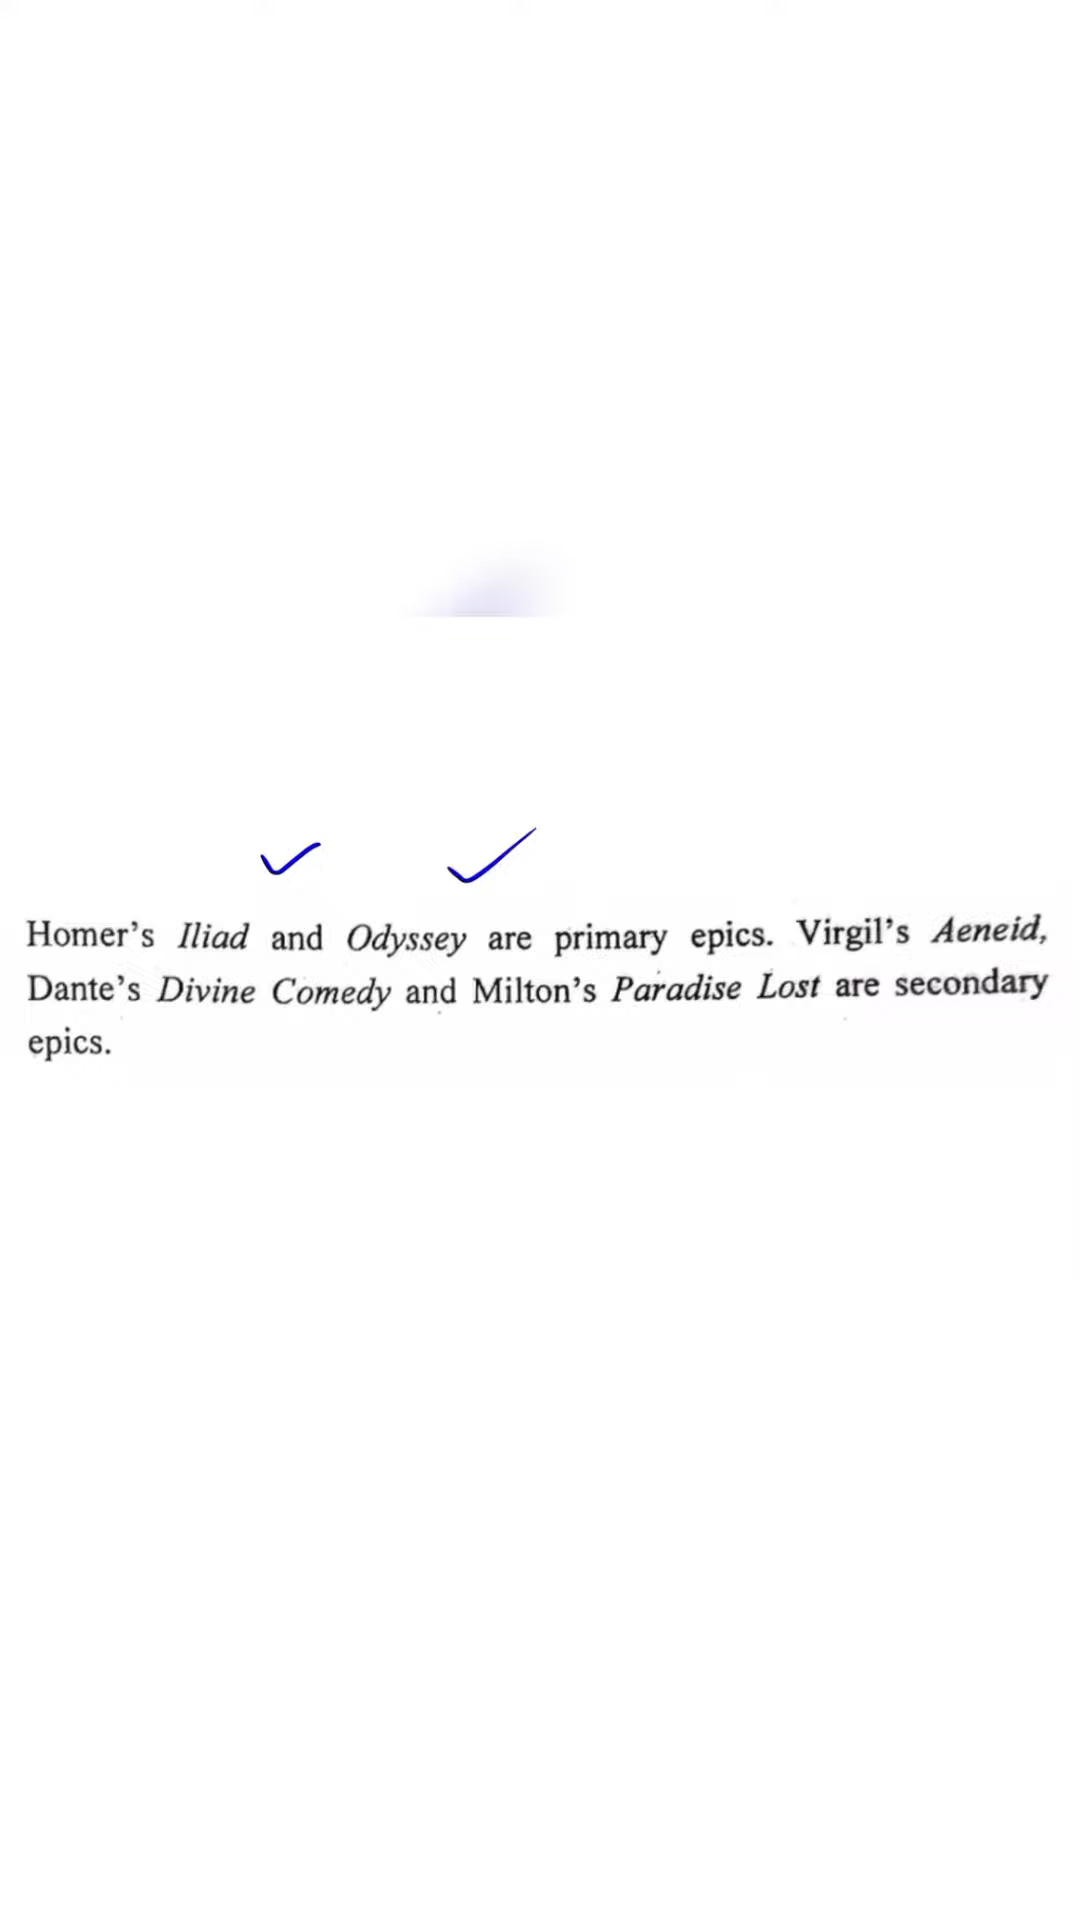 Homer’s Iliad and Odyssey are primary epics. Virgil’s Aeneid,
Dante’s Divine Comedy and Milton’s Paradise Lost are secondary
epics.